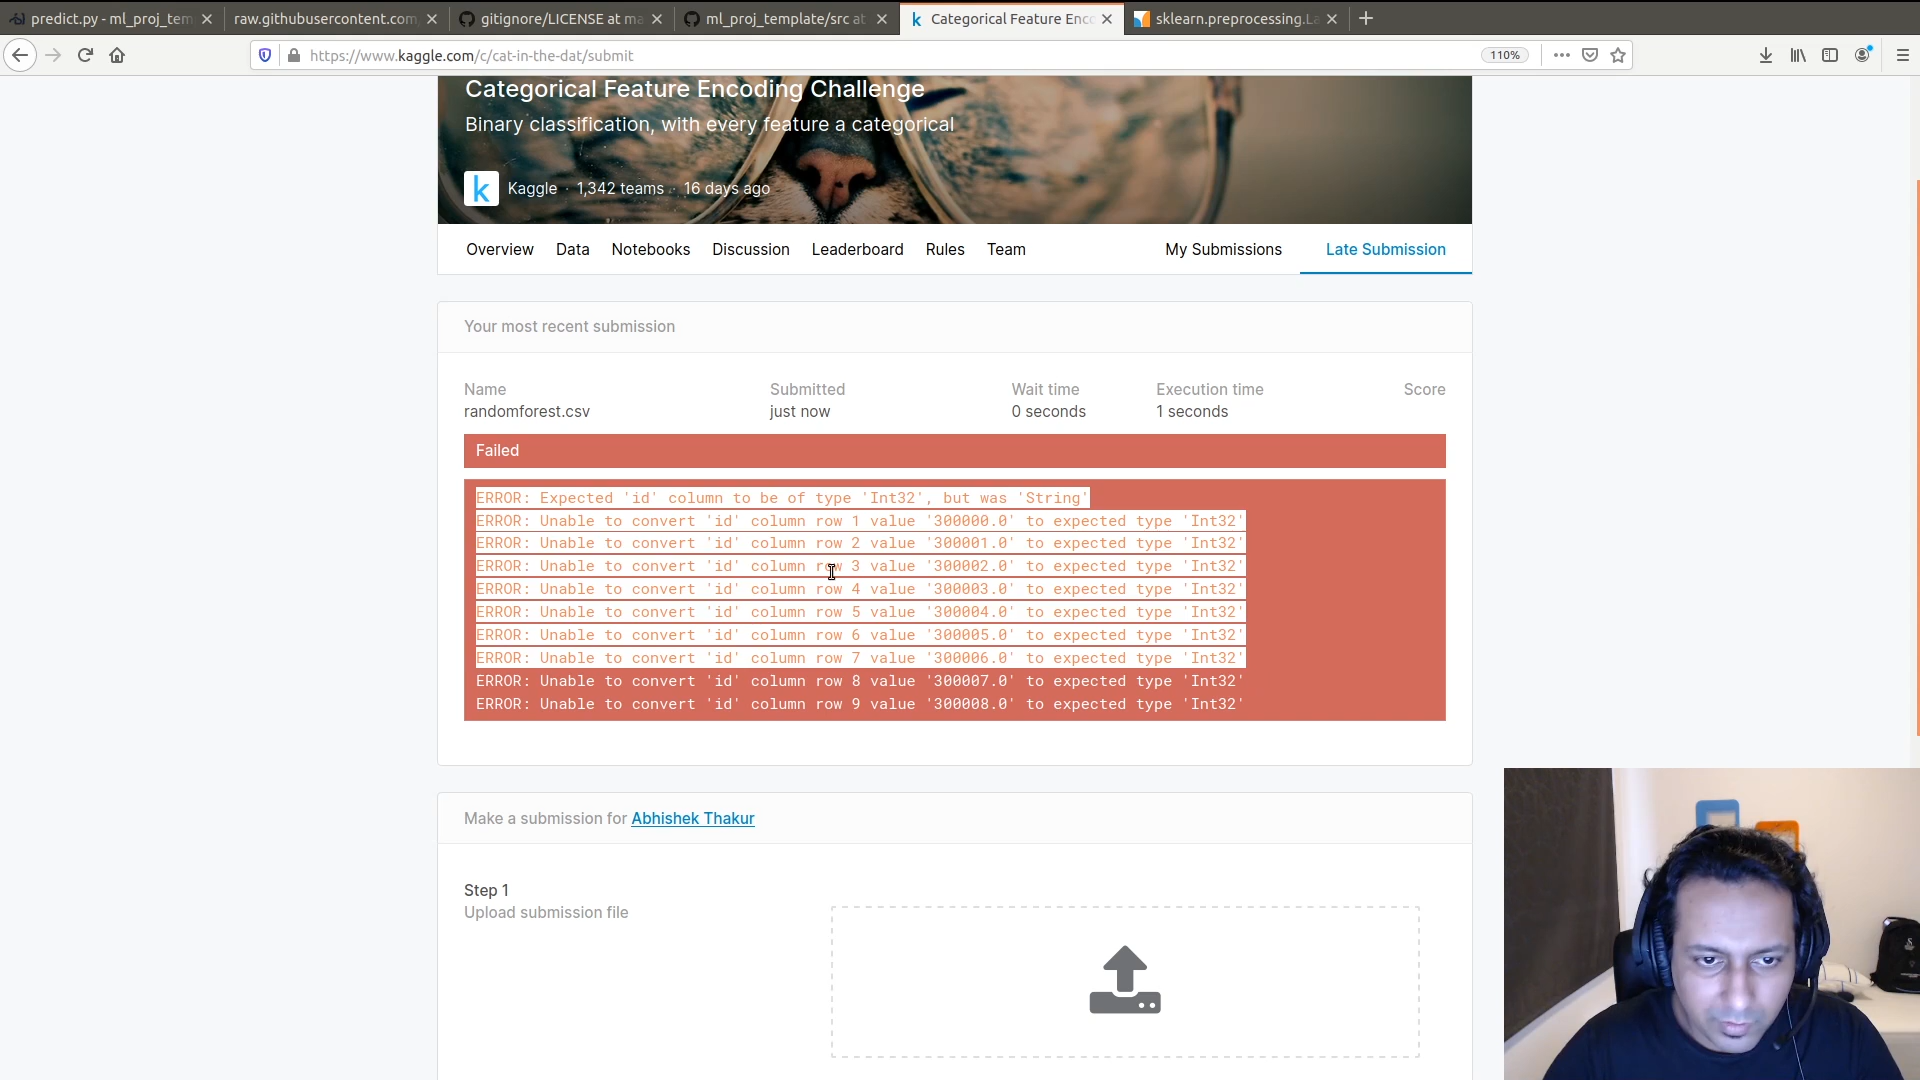 predict.py - ml_proj_tem
raw.githubusercontent.com
gitignore/LICENSE at ma
ml_proj_template/src at
Categorical Feature Enco
sklearn.preprocessing.La
https://www.kaggle.com/c/cat-in-the-dat/submit
110%
Categorical Feature Encoding Challenge
Binary classification, with every feature a categorical
k
Kaggle · 1,342 teams · 16 days ago
Overview Data Notebooks Discussion Leaderboard Rules Team My Submissions Late Submission
Your most recent submission
Name Submitted Wait time Execution time Score
randomforest.csv just now 0 seconds 1 seconds
Failed
ERROR: Expected 'id' column to be of type 'Int32', but was 'String'
ERROR: Unable to convert 'id' column row 1 value '300000.0' to expected type 'Int32'
ERROR: Unable to convert 'id' column row 2 value '300001.0' to expected type 'Int32'
ERROR: Unable to convert 'id' column row 3 value '300002.0' to expected type 'Int32'
ERROR: Unable to convert 'id' column row 4 value '300003.0' to expected type 'Int32'
ERROR: Unable to convert 'id' column row 5 value '300004.0' to expected type 'Int32'
ERROR: Unable to convert 'id' column row 6 value '300005.0' to expected type 'Int32'
ERROR: Unable to convert 'id' column row 7 value '300006.0' to expected type 'Int32'
ERROR: Unable to convert 'id' column row 8 value '300007.0' to expected type 'Int32'
ERROR: Unable to convert 'id' column row 9 value '300008.0' to expected type 'Int32'
Make a submission for Abhishek Thakur
Step 1
Upload submission file